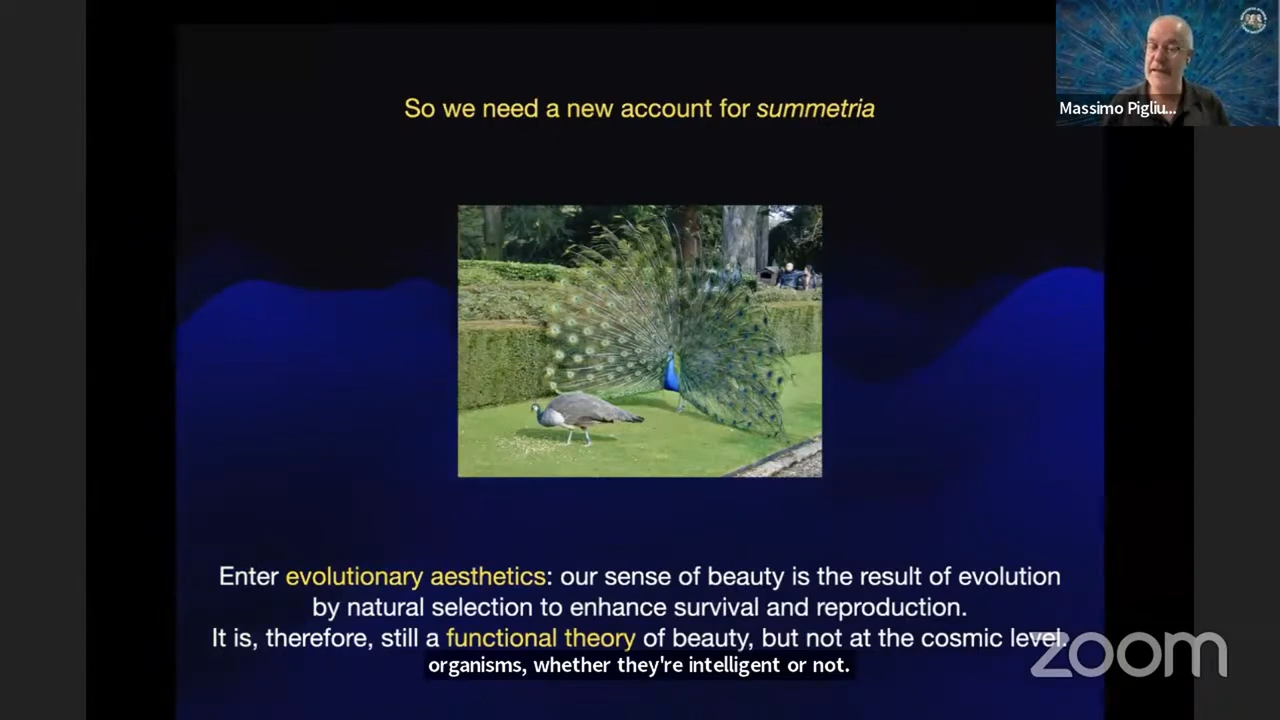 So we need a new account for summetria
Massimo Pigliu...
Enter evolutionary aesthetics: our sense of beauty is the result of evolution
by natural selection to enhance survival and reproduction.
It is, therefore, still a functional theory of beauty, but not at the cosmic level.
organisms, whether they're intelligent or not.
zoom